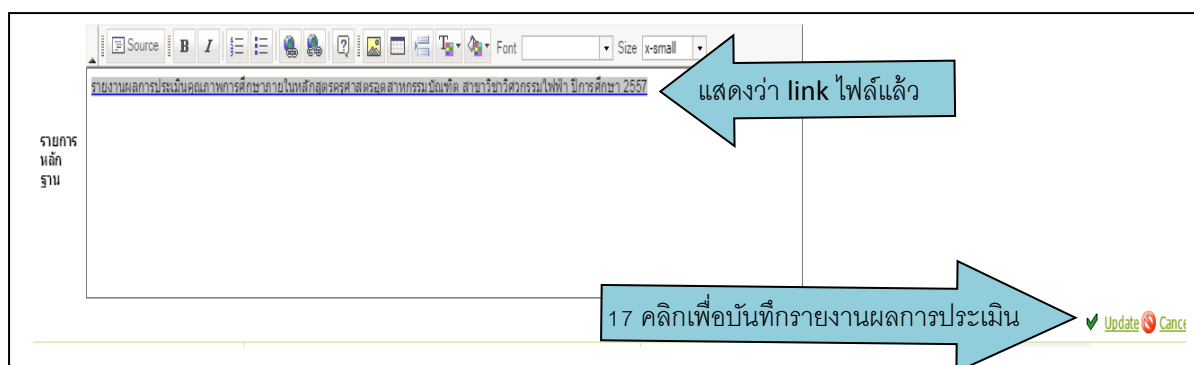 Source B I Font Size x-small
รายงานผลการประเมินคุณภาพการศึกษาภายในหลักสูตรครุศาสตรอุตสาหกรรมบัณฑิต สาขาวิชาวิศวกรรมไฟฟ้า ปีการศึกษา 2557
แสดงว่า link ไฟล์แล้ว
รายการ
หลัก
ฐาน
17 คลิกเพื่อบันทึกรายงานผลการประเมิน
Update Cance